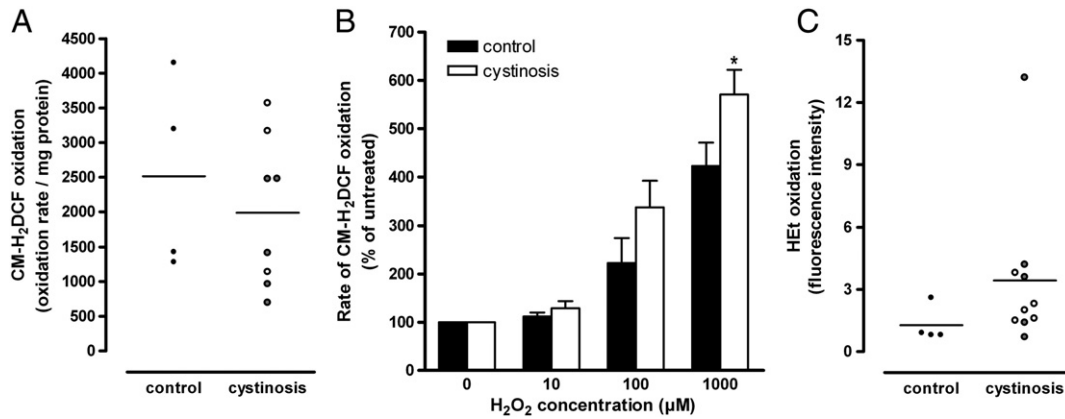 A
CM-H₂DCF oxidation
(oxidation rate / mg protein)
4500
4000
3500
3000
2500
2000
1500
1000
500
0
control
cystinosis
B
Rate of CM-H₂DCF oxidation
(% of untreated)
700
600
500
400
300
200
100
0
control
cystinosis
*
0
10
100
1000
H₂O₂ concentration (µM)
C
HEt oxidation
(fluorescence intensity)
15
12
9
6
3
0
control
cystinosis